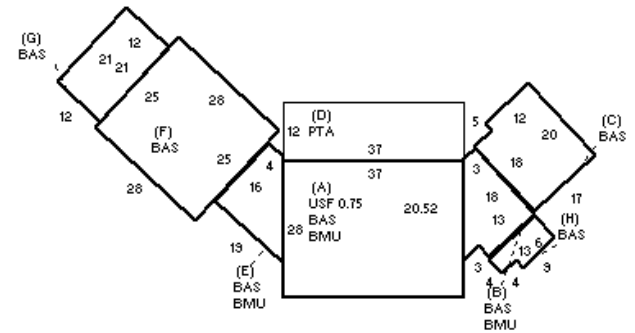 (G)
BAS
12
21
21
12
25
28
(F)
BAS
28
25
4
16
19
(E)
BAS
BMU
(D)
12 PTA
37
37
(A)
USF 0.75
BAS
BMU
20.52
28
5
12
20
(C)
BAS
3
18
18
17
13
(H)
BAS
13
6
9
3
4
4
(B)
BAS
BMU